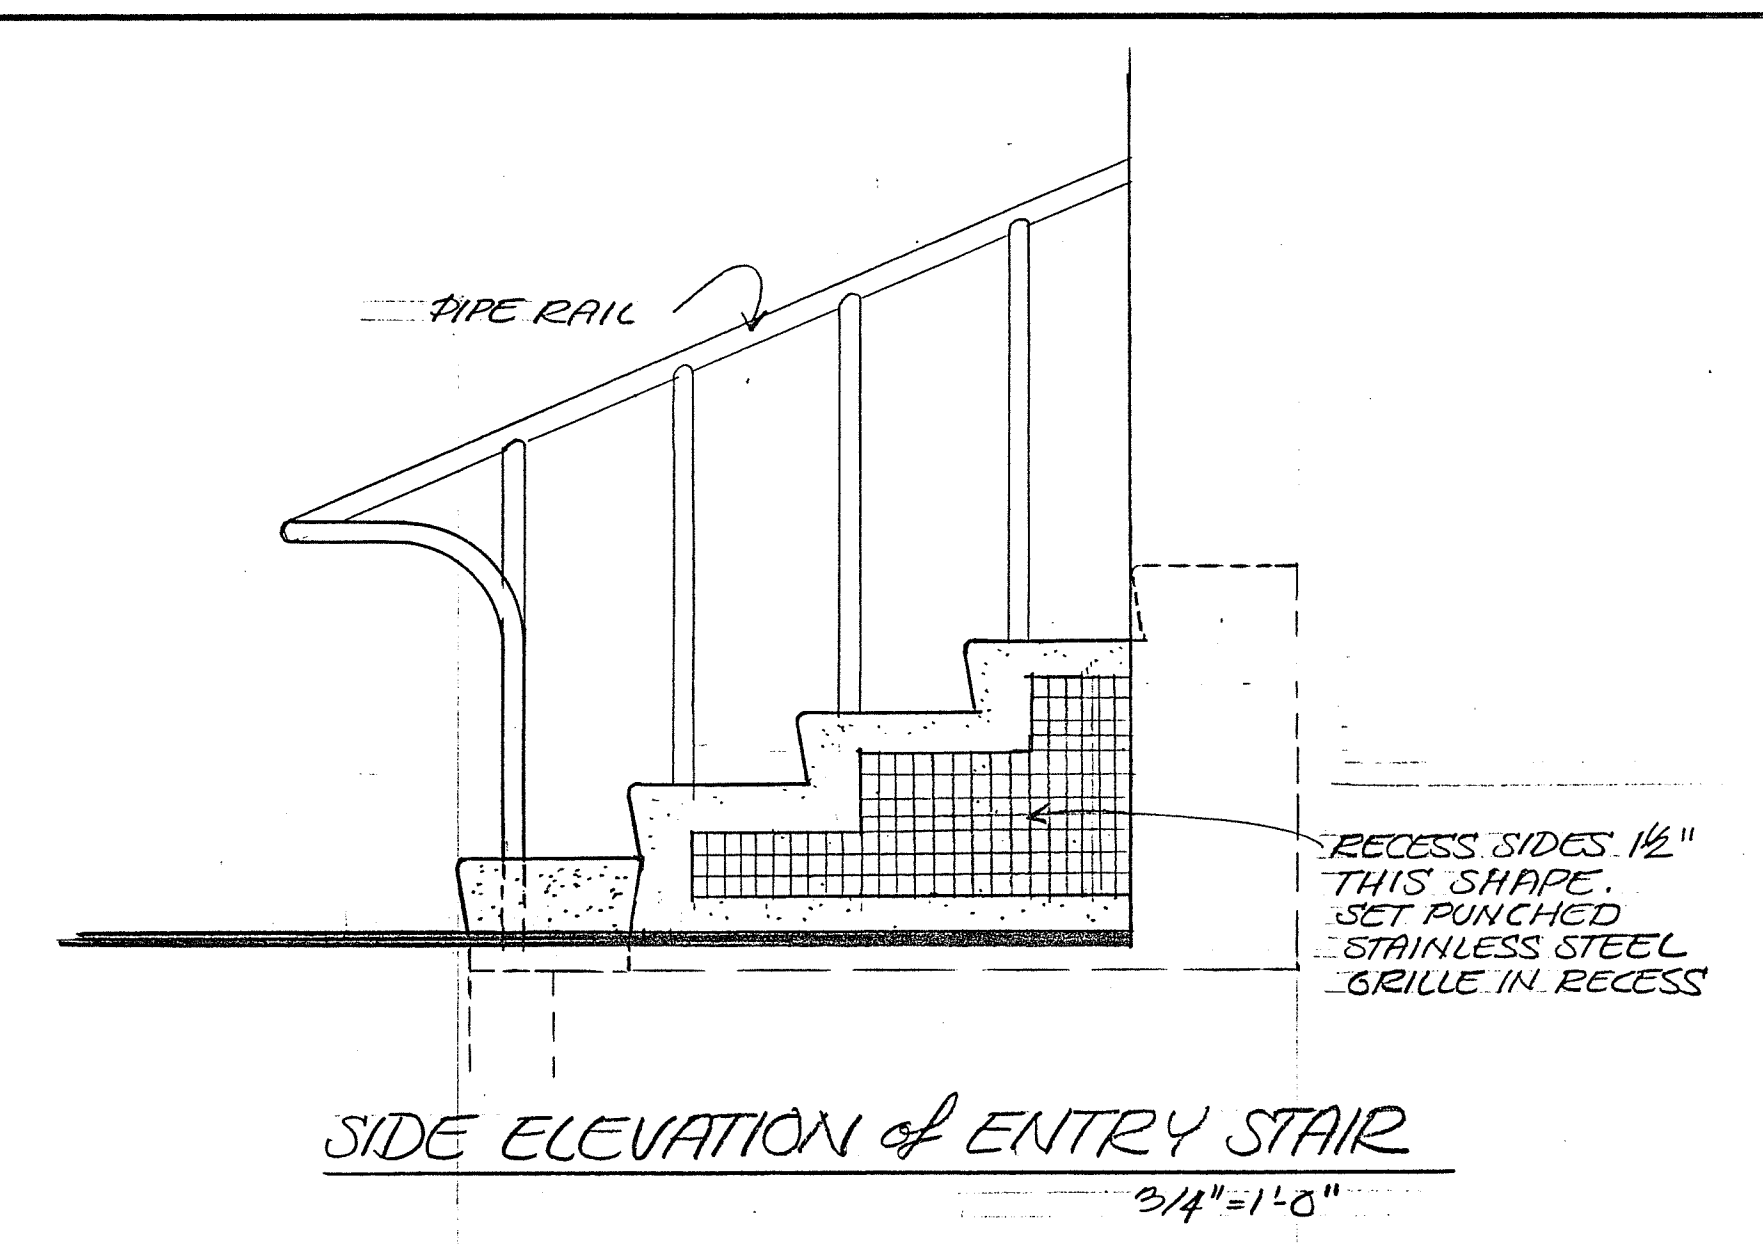 PIPE RAIL
RECESS SIDES 1½"
THIS SHAPE.
SET PUNCHED
STAINLESS STEEL
GRILLE IN RECESS
SIDE ELEVATION of ENTRY STAIR
3/4"=1'-0"